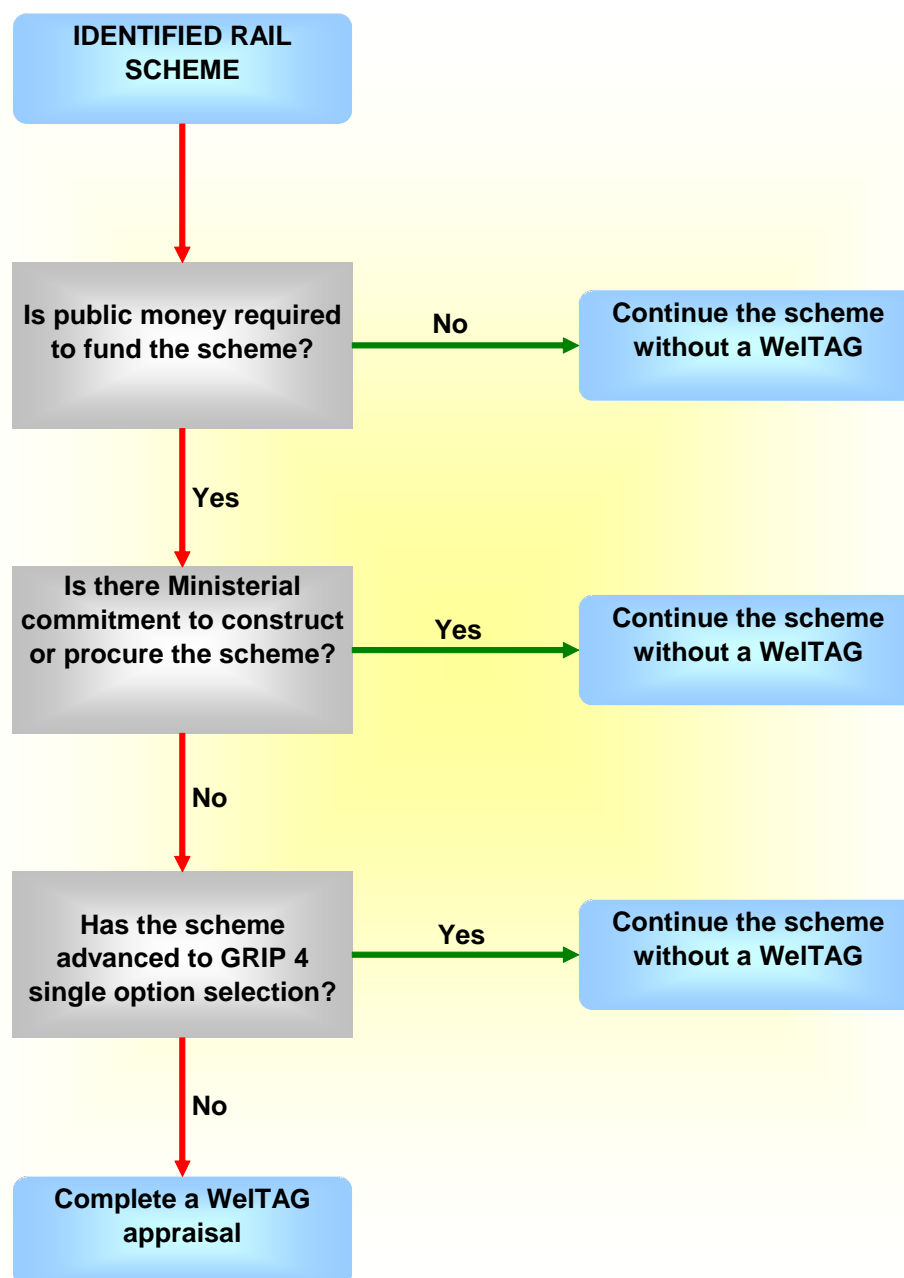 IDENTIFIED RAIL
SCHEME
Is public money required
to fund the scheme?
No
Continue the scheme
without a WelTAG
Yes
Is there Ministerial
commitment to construct
or procure the scheme?
Yes
Continue the scheme
without a WelTAG
No
Has the scheme
advanced to GRIP 4
single option selection?
Yes
Continue the scheme
without a WelTAG
No
Complete a WelTAG
appraisal